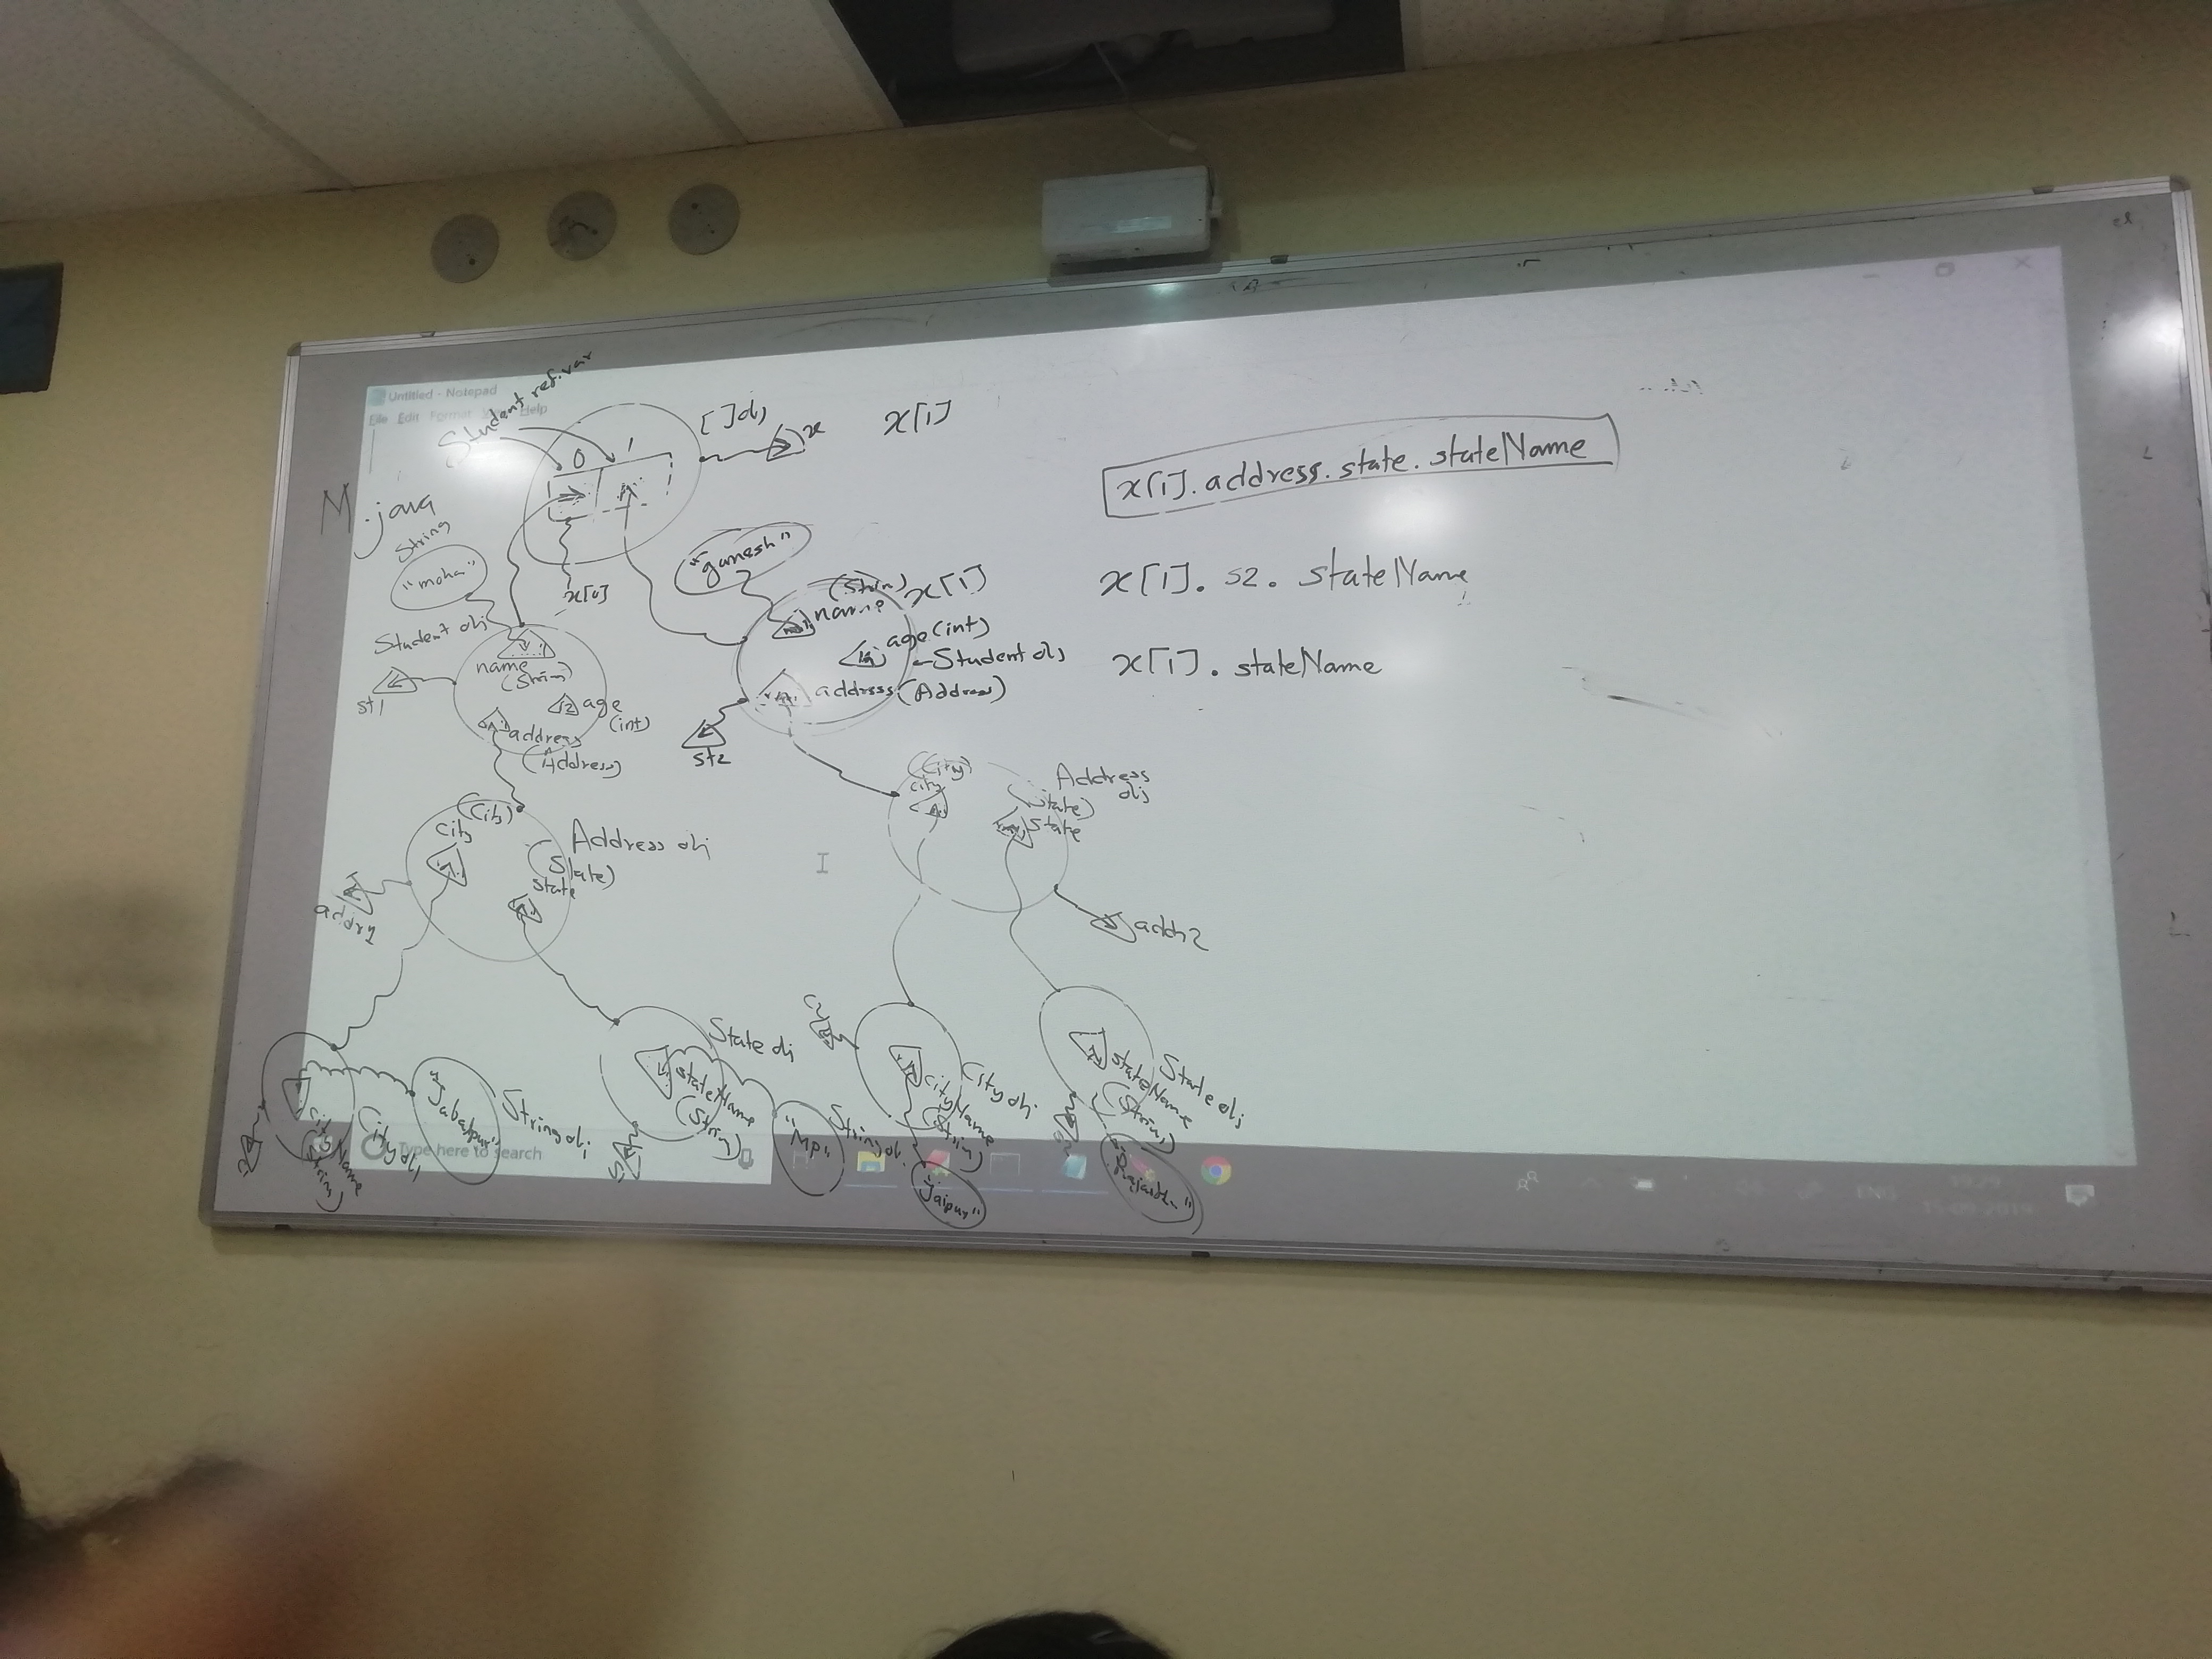 Untitled - Notepad
File Edit Format Help
Student ref.var
[ ]obj
x
x[1]
0 1
M.java
String
"moha"
x[0]
"ganesh"
Student obj
name
(String)
age
(int)
address
(Address)
st1
(String)
name
x[1]
age(int)
Student obj
address(Address)
st2
x[1].address.state.stateName
x[1].s2.stateName
x[1].stateName
(City)
city
Address obj
(State)
state
addr1
(City)
city
Address
obj
(State)
state
addr2
cityName
(String)
City obj
"Jabalpur"
String obj
State obj
stateName
(String)
"MP"
String obj
City obj
cityName
(String)
"Jaipur"
State obj
stateName
(String)
Type here to search
ENG